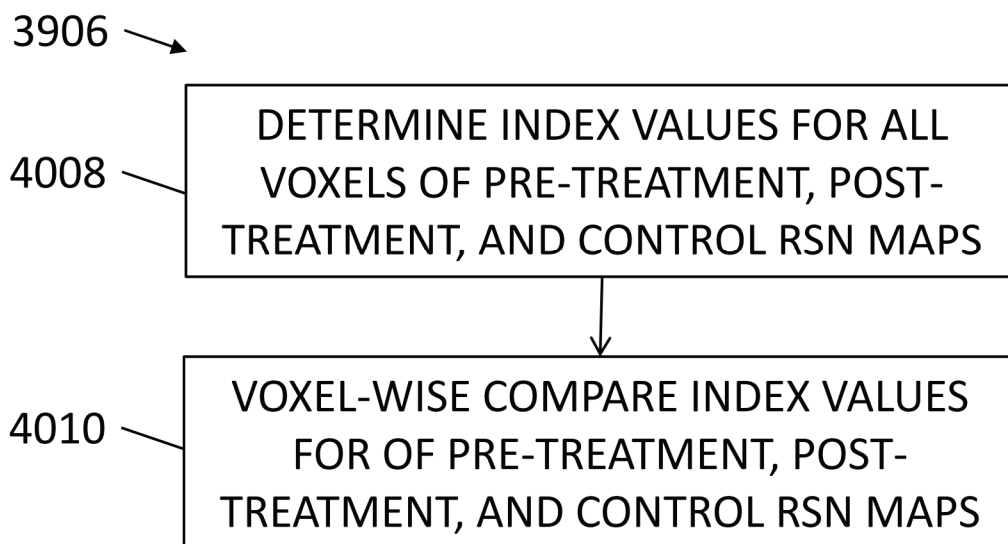 3906
4008
DETERMINE INDEX VALUES FOR ALL
VOXELS OF PRE-TREATMENT, POST-
TREATMENT, AND CONTROL RSN MAPS
4010
VOXEL-WISE COMPARE INDEX VALUES
FOR OF PRE-TREATMENT, POST-
TREATMENT, AND CONTROL RSN MAPS